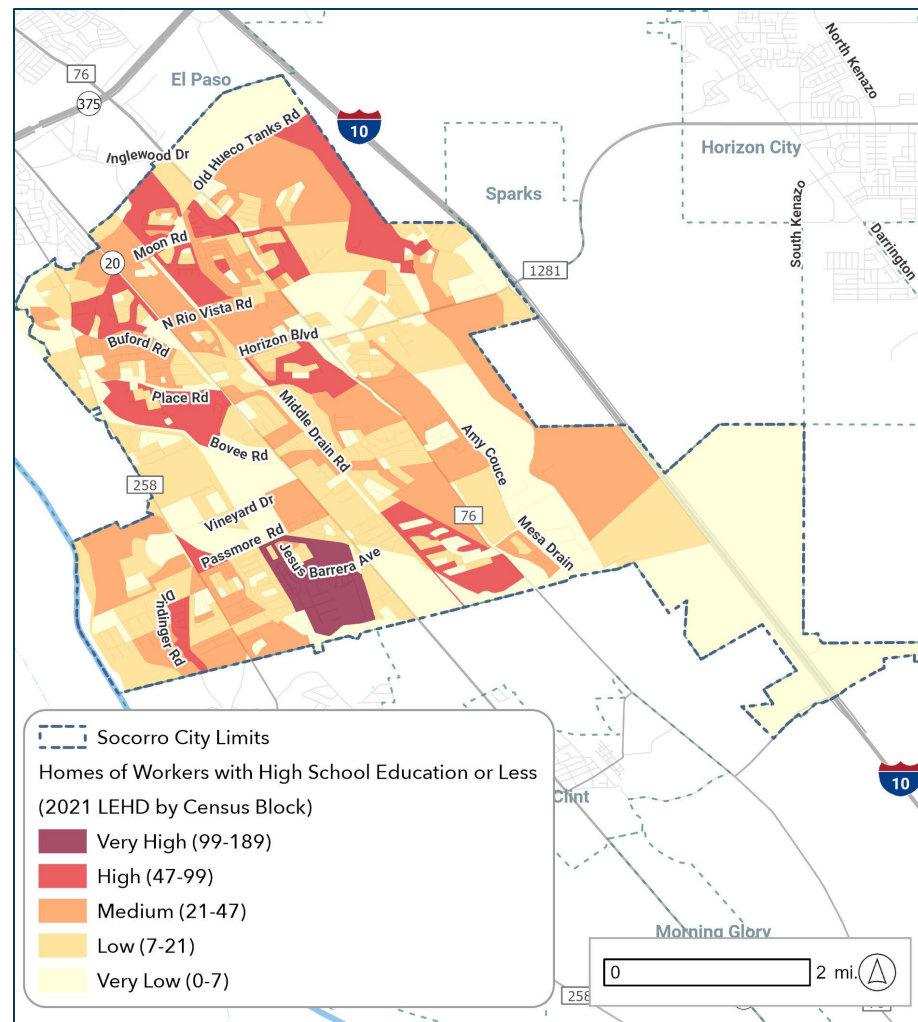 North Kenazo
76
El Paso
375
10
Old Hueco Tanks Rd
Inglewood Dr
Horizon City
Sparks
South Kenazo
Darrington
Moon Rd
20
1281
N Rio Vista Rd
Buford Rd
Horizon Blvd
Place Rd
Middle Drain Rd
Bovee Rd
Amy Couce
258
Vineyard Dr
76
Passmore Rd
Mesa Drain
Jesus Barrera Ave
Dindinger Rd
Socorro City Limits
Homes of Workers with High School Education or Less
(2021 LEHD by Census Block)
Very High (99-189)
High (47-99)
Medium (21-47)
Low (7-21)
Very Low (0-7)
10
Clint
Morning Glory
0
2 mi.
258